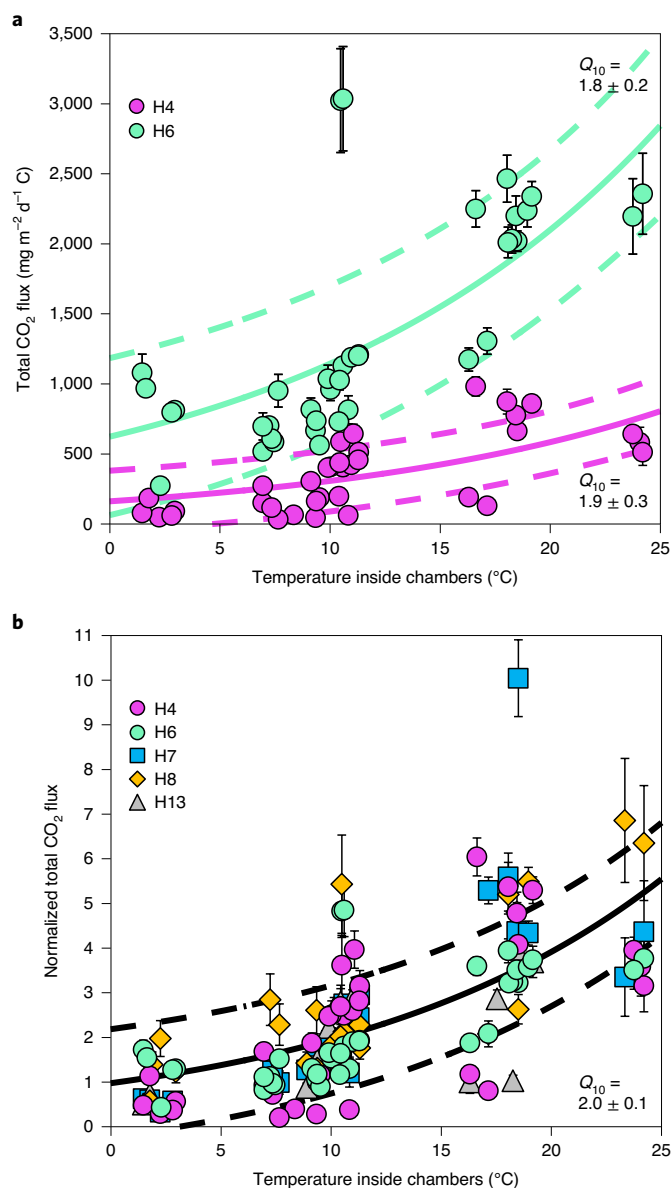 a
3,500
3,000
2,500
2,000
1,500
1,000
500
0
Total CO2 flux (mg m−2 d−1 C)
H4
H6
Q10 =
1.8 ± 0.2
Q10 =
1.9 ± 0.3
0 5 10 15 20 25
Temperature inside chambers (°C)
b
11
10
9
8
7
6
5
4
3
2
1
0
Normalized total CO2 flux
H4
H6
H7
H8
H13
Q10 =
2.0 ± 0.1
0 5 10 15 20 25
Temperature inside chambers (°C)